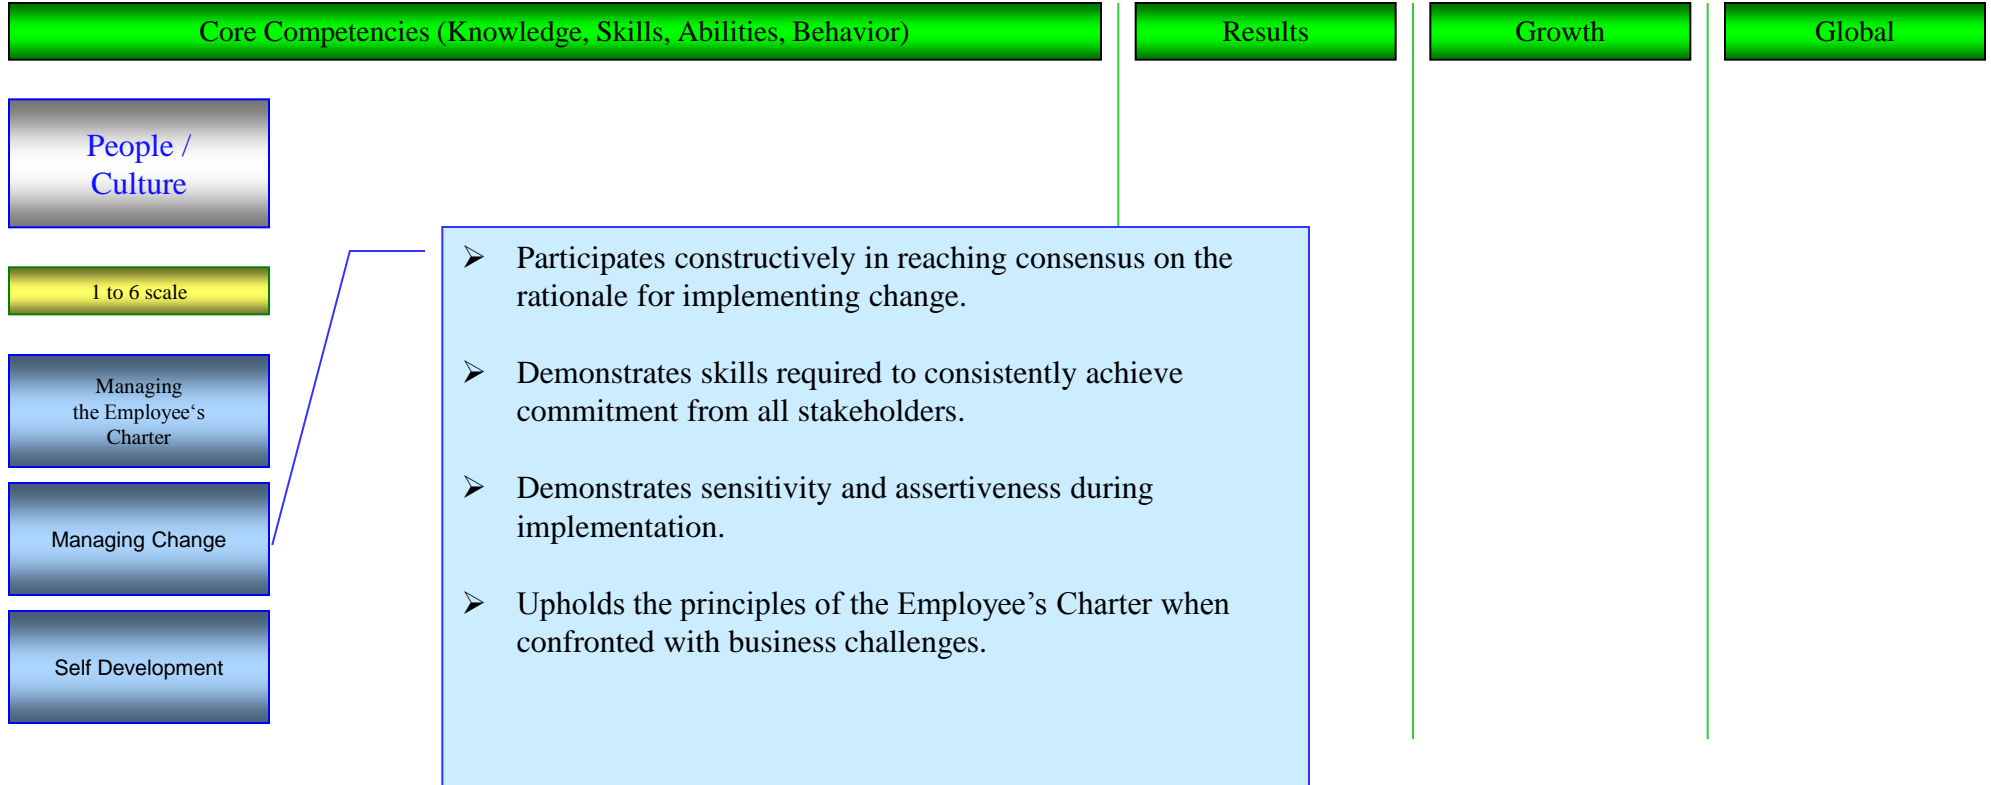 Core Competencies (Knowledge, Skills, Abilities, Behavior)
Results
Growth
Global
People /
Culture
1 to 6 scale
Managing
the Employee‘s
Charter
Managing Change
Self Development
➢ Participates constructively in reaching consensus on the
rationale for implementing change.
➢ Demonstrates skills required to consistently achieve
commitment from all stakeholders.
➢ Demonstrates sensitivity and assertiveness during
implementation.
➢ Upholds the principles of the Employee’s Charter when
confronted with business challenges.